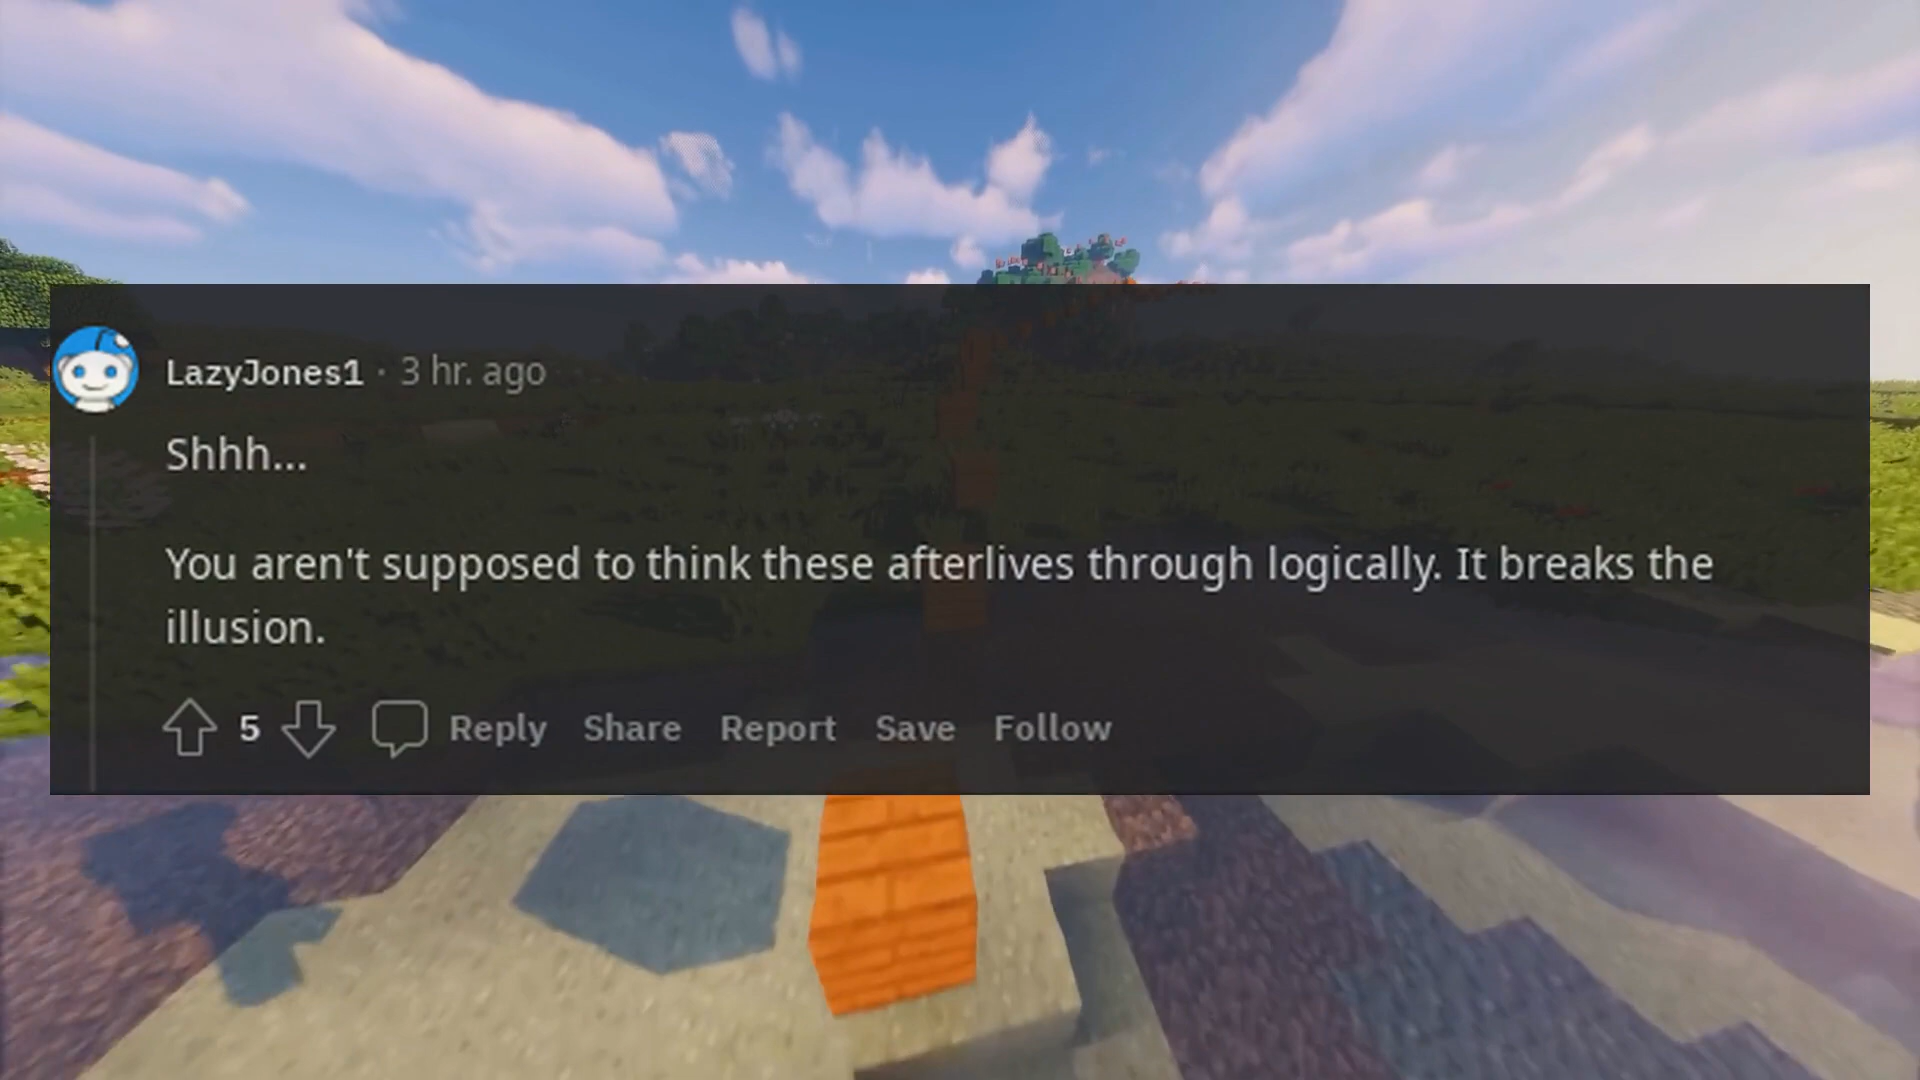 LazyJones1 · 3 hr. ago
Shhh...
You aren't supposed to think these afterlives through logically. It breaks the
illusion.
5 Reply Share Report Save Follow